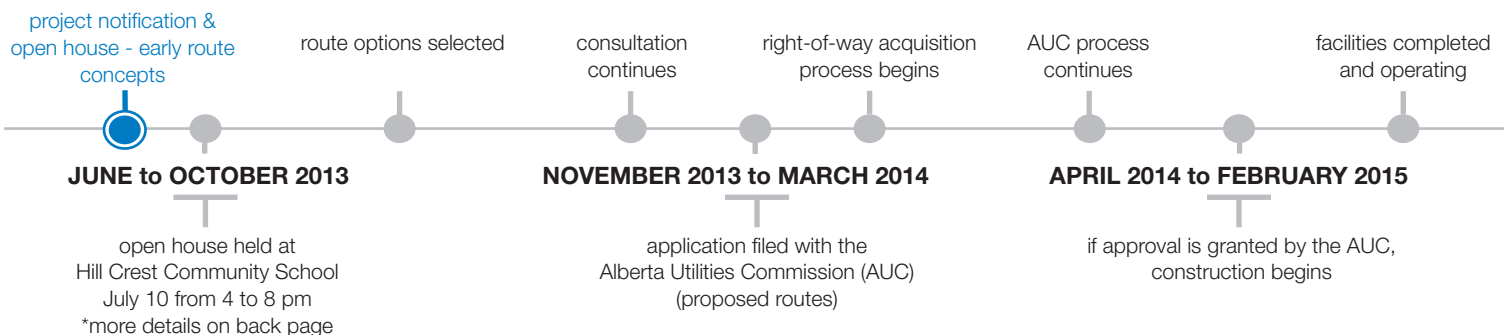 project notification &
open house - early route
concepts
route options selected
consultation
continues
right-of-way acquisition
process begins
AUC process
continues
facilities completed
and operating
JUNE to OCTOBER 2013
NOVEMBER 2013 to MARCH 2014
APRIL 2014 to FEBRUARY 2015
open house held at
Hill Crest Community School
July 10 from 4 to 8 pm
*more details on back page
application filed with the
Alberta Utilities Commission (AUC)
(proposed routes)
if approval is granted by the AUC,
construction begins